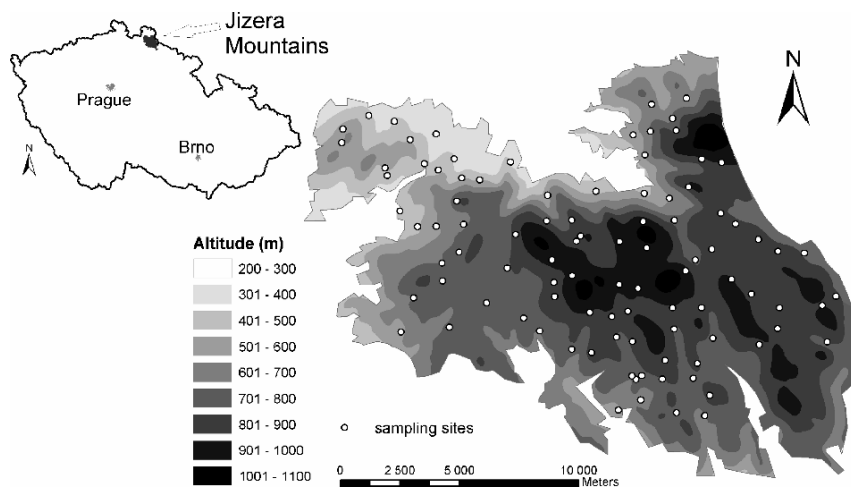 Jizera
Mountains
Prague
Brno
N
N
Altitude (m)
200 - 300
301 - 400
401 - 500
501 - 600
601 - 700
701 - 800
801 - 900
901 - 1000
1001 - 1100
sampling sites
0 2 500 5 000 10 000
Meters